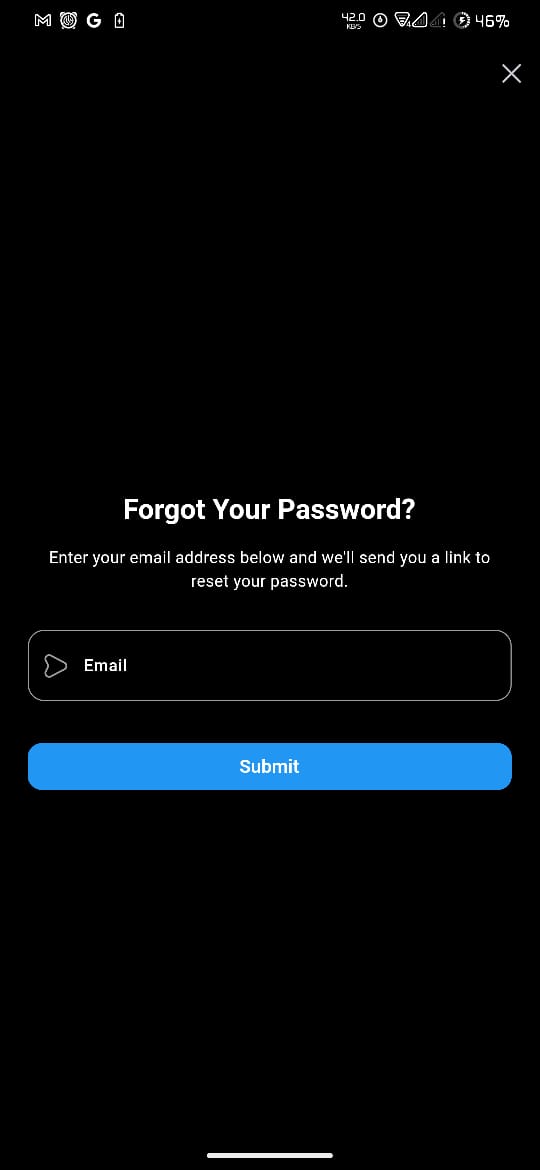 42.0
KB/S
46%
Forgot Your Password?
Enter your email address below and we'll send you a link to
reset your password.
Email
Submit